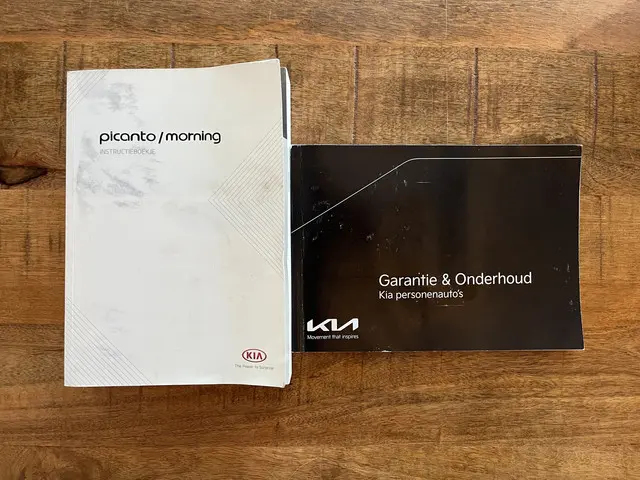 picanto / morning
INSTRUCTIEBOEKJE
KIA
The Power to Surprise
Garantie & Onderhoud
Kia personenauto's
KIA
Movement that inspires